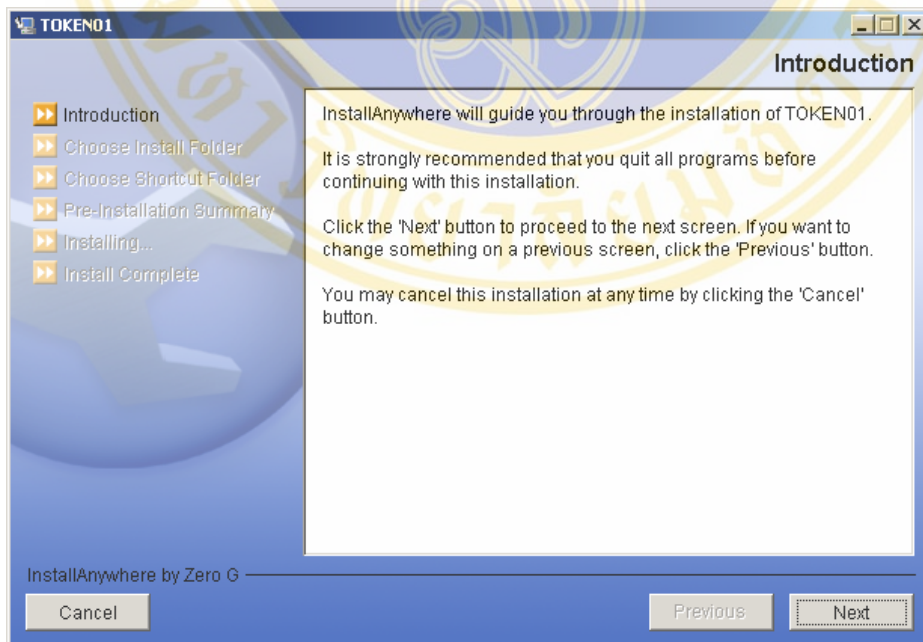 TOKEN01
Introduction
Introduction
Choose Install Folder
Choose Shortcut Folder
Pre-Installation Summary
Installing...
Install Complete
InstallAnywhere will guide you through the installation of TOKEN01.
It is strongly recommended that you quit all programs before
continuing with this installation.
Click the 'Next' button to proceed to the next screen. If you want to
change something on a previous screen, click the 'Previous' button.
You may cancel this installation at any time by clicking the 'Cancel'
button.
InstallAnywhere by Zero G
Cancel
Previous
Next